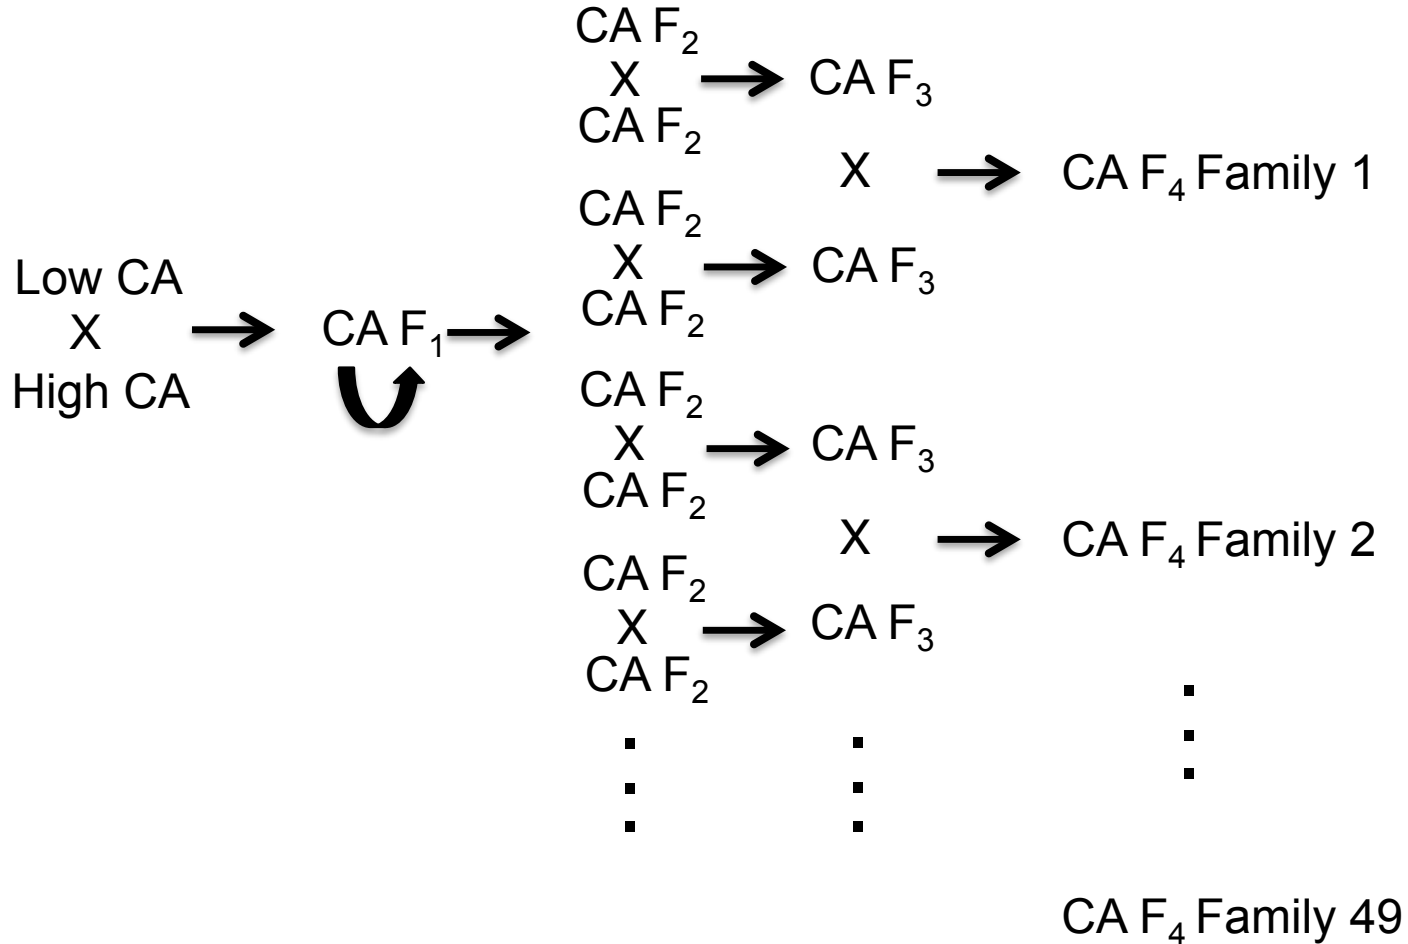 Low CA
X
High CA
CA F₁
CA F₂
X
CA F₂
CA F₂
X
CA F₂
CA F₂
X
CA F₂
CA F₂
X
CA F₂
CA F₃
X
CA F₃
CA F₃
X
CA F₃
CA F₄ Family 1
CA F₄ Family 2
CA F₄ Family 49